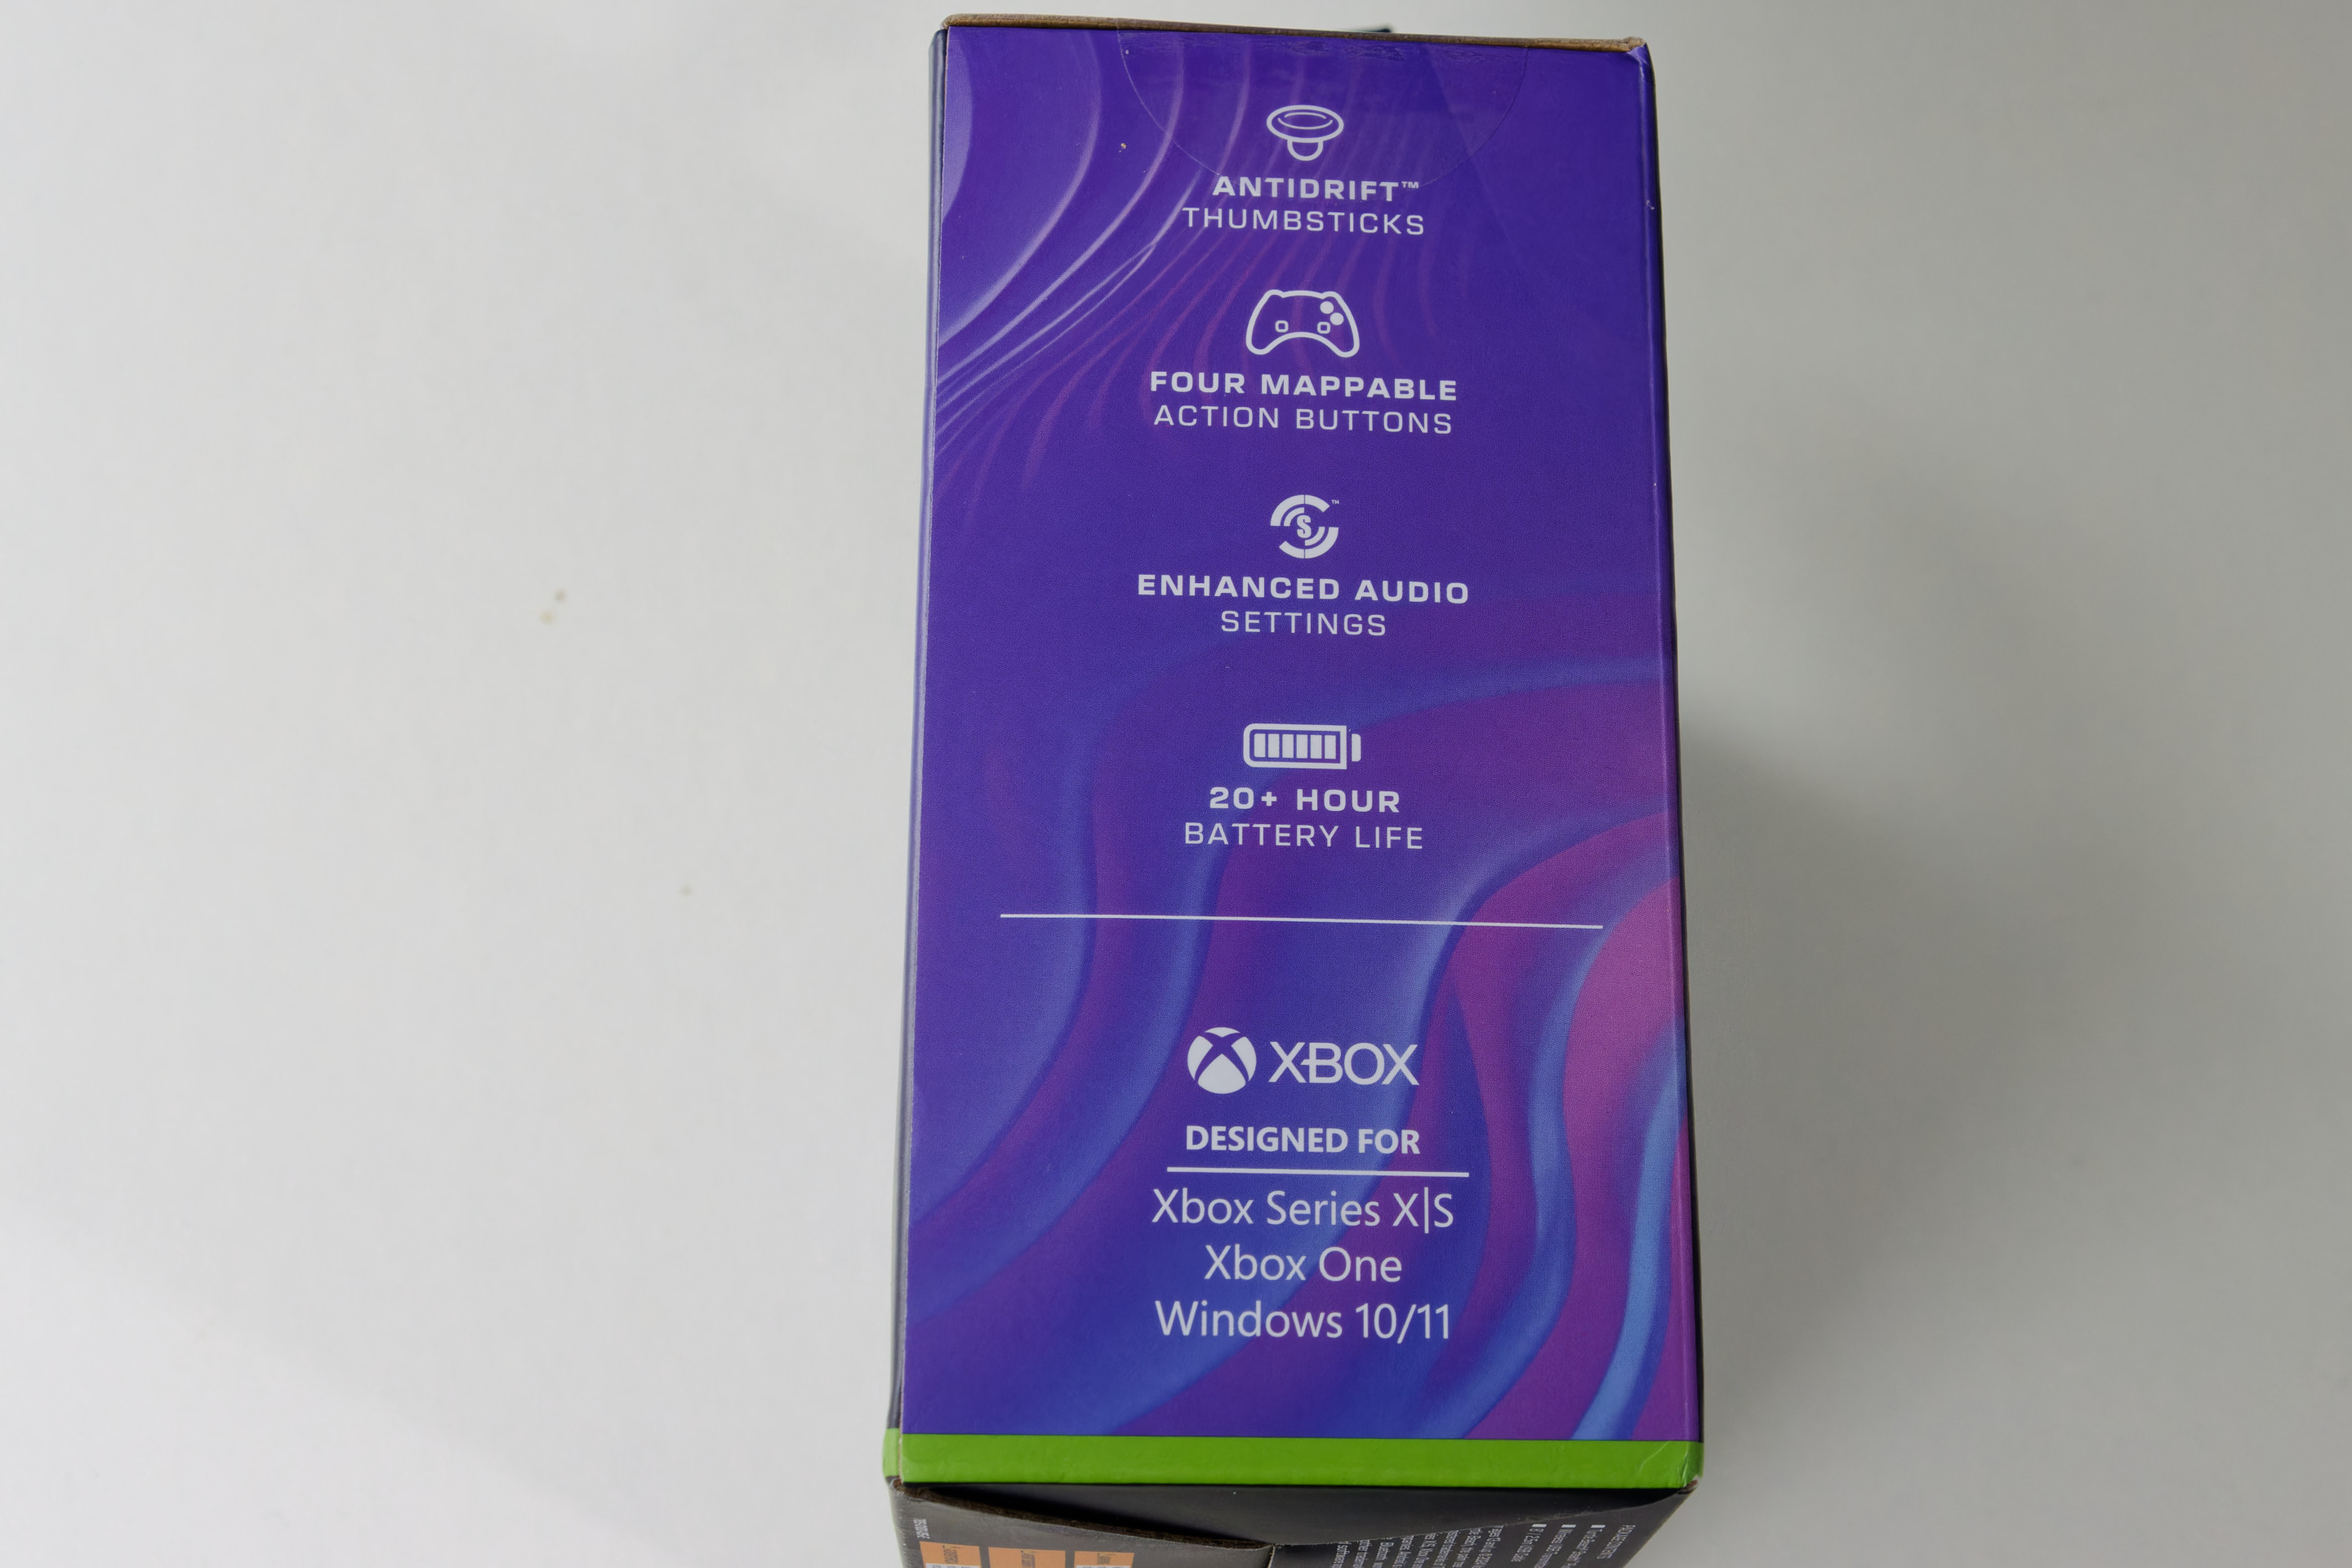 ANTIDRIFT™
THUMBSTICKS
FOUR MAPPABLE
ACTION BUTTONS
S™
ENHANCED AUDIO
SETTINGS
20+ HOUR
BATTERY LIFE
XBOX
DESIGNED FOR
Xbox Series X|S
Xbox One
Windows 10/11